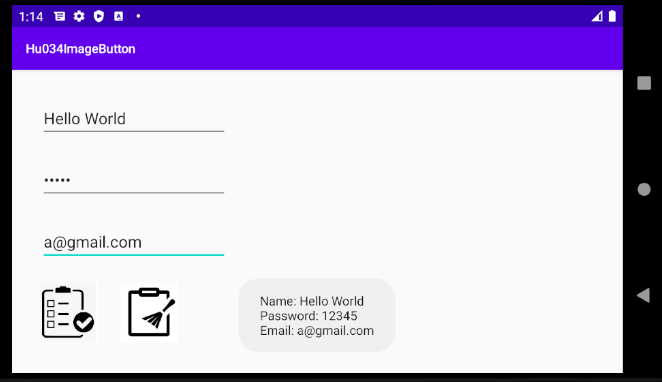 1:14
Hu034ImageButton
Hello World
•••••
a@gmail.com
Name: Hello World
Password: 12345
Email: a@gmail.com